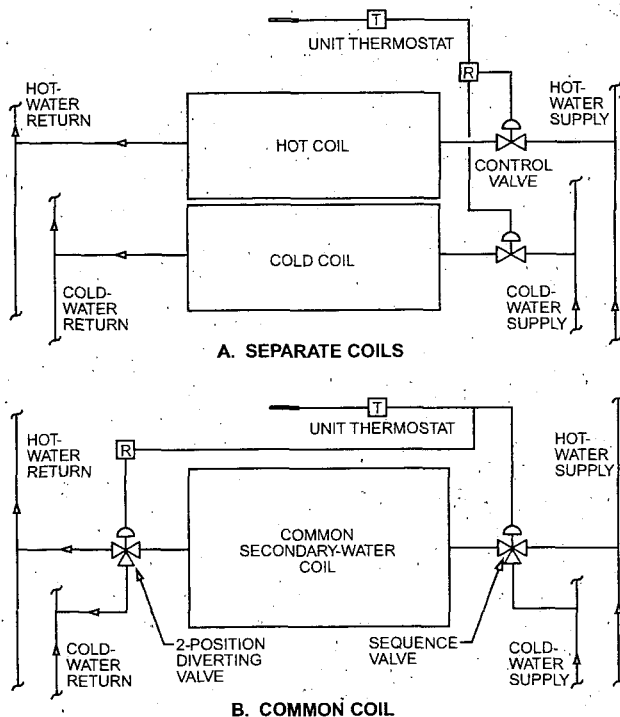 T
UNIT THERMOSTAT
R
HOT-
WATER
RETURN
HOT COIL
HOT-
WATER
SUPPLY
CONTROL
VALVE
COLD COIL
COLD-
WATER
RETURN
COLD-
WATER
SUPPLY
A. SEPARATE COILS
T
UNIT THERMOSTAT
R
HOT-
WATER
RETURN
HOT-
WATER
SUPPLY
COMMON
SECONDARY-WATER
COIL
COLD-
WATER
RETURN
2-POSITION
DIVERTING
VALVE
SEQUENCE
VALVE
COLD-
WATER
SUPPLY
B. COMMON COIL